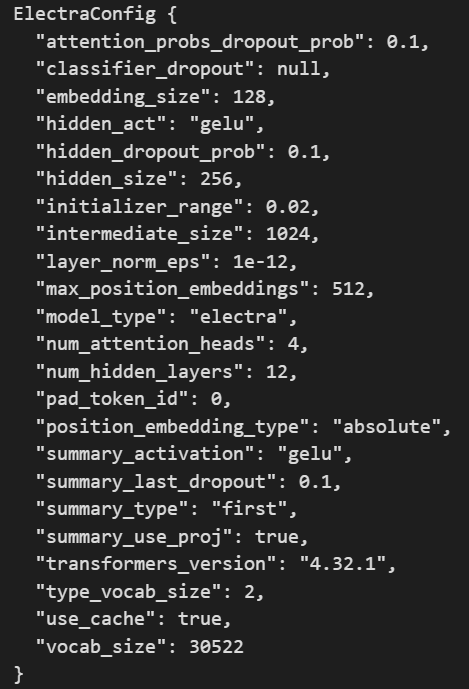 ElectraConfig {
  "attention_probs_dropout_prob": 0.1,
  "classifier_dropout": null,
  "embedding_size": 128,
  "hidden_act": "gelu",
  "hidden_dropout_prob": 0.1,
  "hidden_size": 256,
  "initializer_range": 0.02,
  "intermediate_size": 1024,
  "layer_norm_eps": 1e-12,
  "max_position_embeddings": 512,
  "model_type": "electra",
  "num_attention_heads": 4,
  "num_hidden_layers": 12,
  "pad_token_id": 0,
  "position_embedding_type": "absolute",
  "summary_activation": "gelu",
  "summary_last_dropout": 0.1,
  "summary_type": "first",
  "summary_use_proj": true,
  "transformers_version": "4.32.1",
  "type_vocab_size": 2,
  "use_cache": true,
  "vocab_size": 30522
}